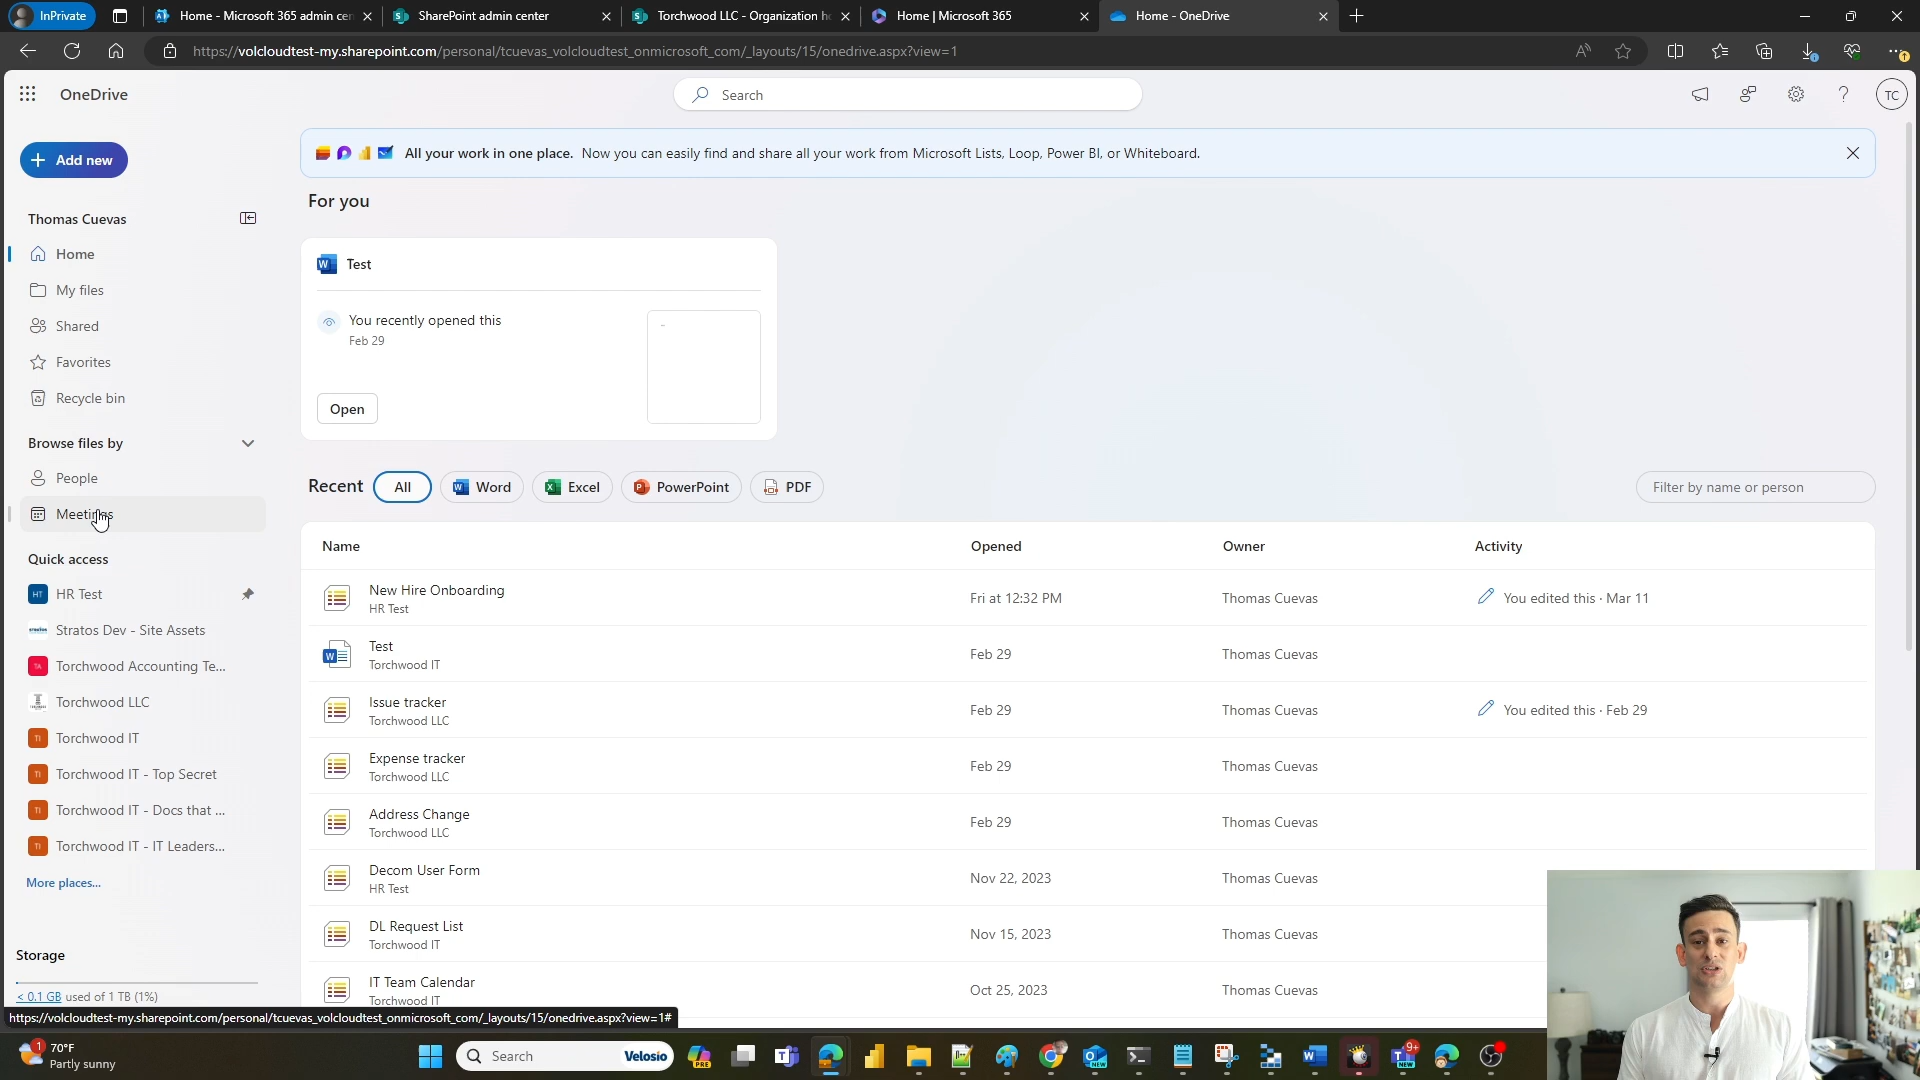 InPrivate
Home - Microsoft 365 admin cen
SharePoint admin center
Torchwood LLC - Organization h
Home | Microsoft 365
Home - OneDrive
https://volcloudtest-my.sharepoint.com/personal/tcuevas_volcloudtest_onmicrosoft_com/_layouts/15/onedrive.aspx?view=1
OneDrive
Search
TC
Add new
All your work in one place. Now you can easily find and share all your work from Microsoft Lists, Loop, Power BI, or Whiteboard.
Thomas Cuevas
Home
My files
Shared
Favorites
Recycle bin
Browse files by
People
Meetings
Quick access
HT HR Test
Stratos Dev - Site Assets
TA Torchwood Accounting Te...
Torchwood LLC
TI Torchwood IT
TI Torchwood IT - Top Secret
TI Torchwood IT - Docs that ...
TI Torchwood IT - IT Leaders...
More places...
Storage
< 0.1 GB used of 1 TB (1%)
For you
Test
You recently opened this
Feb 29
Open
Recent
All
Word
Excel
PowerPoint
PDF
Filter by name or person
Name Opened Owner Activity
New Hire Onboarding Fri at 12:32 PM Thomas Cuevas You edited this · Mar 11
HR Test
Test Feb 29 Thomas Cuevas
Torchwood IT
Issue tracker Feb 29 Thomas Cuevas You edited this · Feb 29
Torchwood LLC
Expense tracker Feb 29 Thomas Cuevas
Torchwood LLC
Address Change Feb 29 Thomas Cuevas
Torchwood LLC
Decom User Form Nov 22, 2023 Thomas Cuevas
HR Test
DL Request List Nov 15, 2023 Thomas Cuevas
Torchwood IT
IT Team Calendar Oct 25, 2023 Thomas Cuevas
Torchwood IT
https://volcloudtest-my.sharepoint.com/personal/tcuevas_volcloudtest_onmicrosoft_com/_layouts/15/onedrive.aspx?view=1#
1
70°F
Partly sunny
Search
Velosio
PRE
NEW
9+
NEW